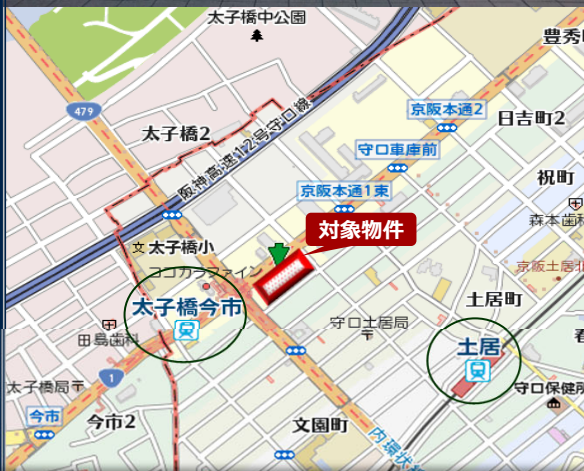 太子橋中公園
豊秀
479
京阪本通2
太子橋2
日吉町2
阪神高速12号守口線
守口車庫前
祝町
京阪本通1東
森本歯
対象物件
文 太子橋小
ココカラファイン
京阪土居北
太子橋今市
土居町
守口土居局
田島歯科
土居
太子橋局
1
守口保健所
今市
今市2
文園町
内環状線